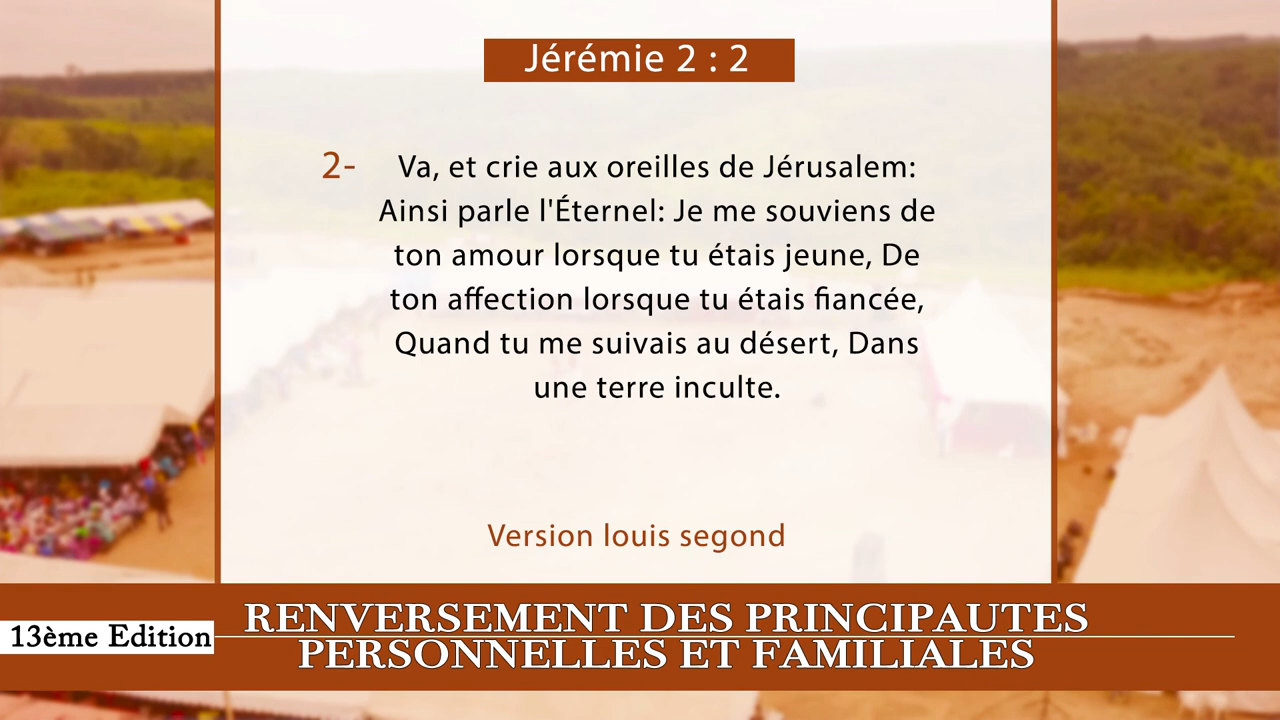 Jérémie 2 : 2
2- Va, et crie aux oreilles de Jérusalem:
Ainsi parle l'Éternel: Je me souviens de
ton amour lorsque tu étais jeune, De
ton affection lorsque tu étais fiancée,
Quand tu me suivais au désert, Dans
une terre inculte.
Version louis segond
13ème Edition
RENVERSEMENT DES PRINCIPAUTES
PERSONNELLES ET FAMILIALES